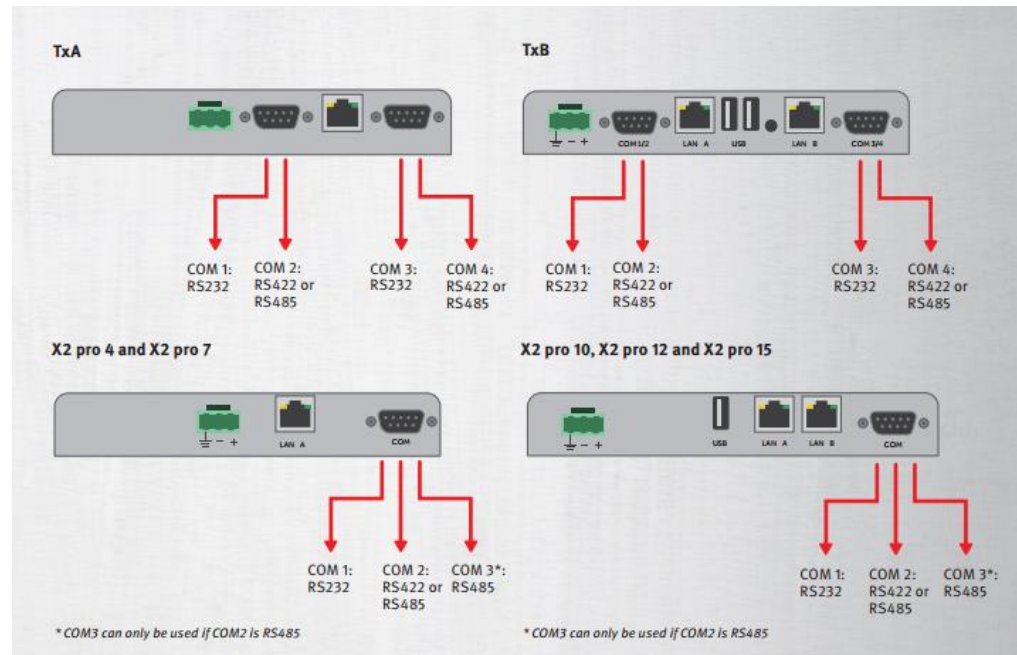 TxA
COM 1:
RS232
COM 2:
RS422 or
RS485
COM 3:
RS232
COM 4:
RS422 or
RS485
TxB
- +
COM1/2
LAN A
USB
LAN B
COM 3/4
COM 1:
RS232
COM 2:
RS422 or
RS485
COM 3:
RS232
COM 4:
RS422 or
RS485
X2 pro 4 and X2 pro 7
- +
LAN A
COM
COM 1:
RS232
COM 2:
RS422 or
RS485
COM 3*:
RS485
* COM3 can only be used if COM2 is RS485
X2 pro 10, X2 pro 12 and X2 pro 15
- +
USB
LAN A
LAN B
COM
COM 1:
RS232
COM 2:
RS422 or
RS485
COM 3*:
RS485
* COM3 can only be used if COM2 is RS485